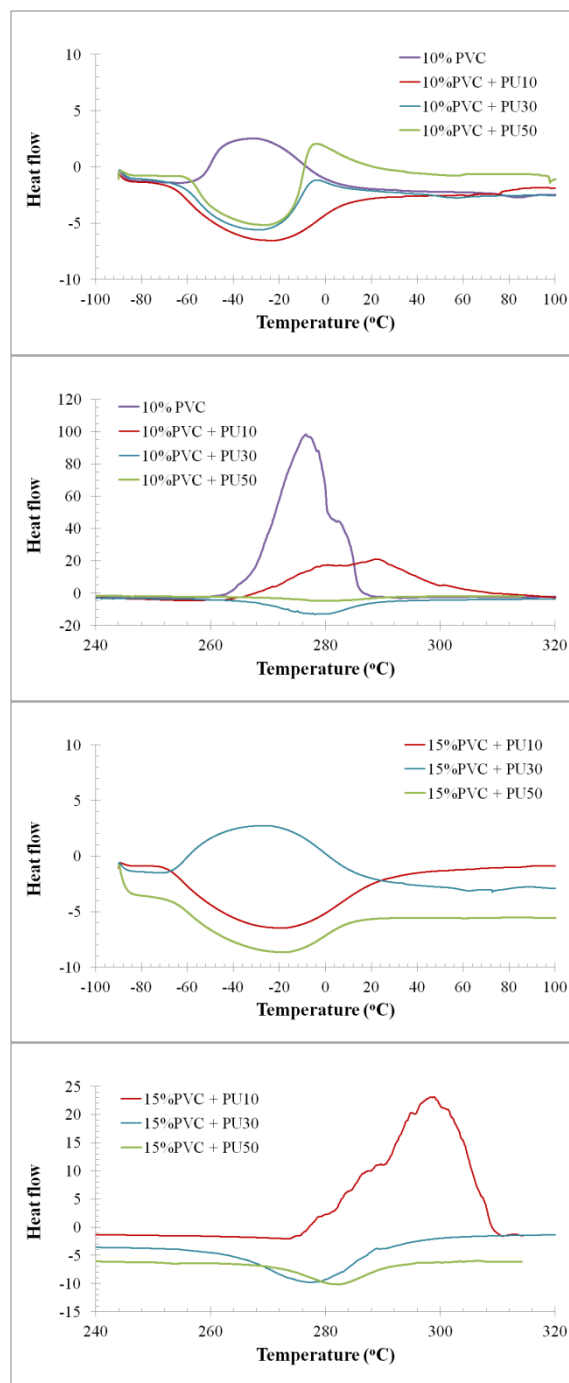 10
5
0
-5
-10
Heat flow
10% PVC
10%PVC + PU10
10%PVC + PU30
10%PVC + PU50
-100 -80 -60 -40 -20 0 20 40 60 80 100
Temperature (°C)
120
100
80
60
40
20
0
-20
Heat flow
10% PVC
10%PVC + PU10
10%PVC + PU30
10%PVC + PU50
240 260 280 300 320
Temperature (°C)
10
5
0
-5
-10
Heat flow
15%PVC + PU10
15%PVC + PU30
15%PVC + PU50
-100 -80 -60 -40 -20 0 20 40 60 80 100
Temperature (°C)
25
20
15
10
5
0
-5
-10
-15
Heat flow
15%PVC + PU10
15%PVC + PU30
15%PVC + PU50
240 260 280 300 320
Temperature (°C)